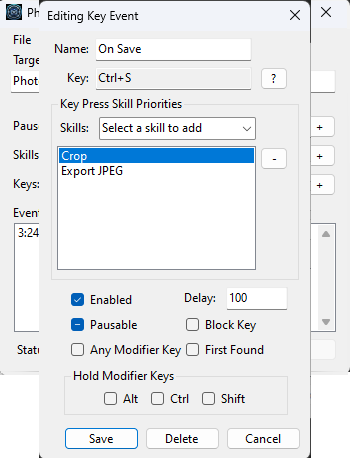 Ph
Editing Key Event
File
Targe
Photo
Name: On Save
Key: Ctrl+S ?
Key Press Skill Priorities
Skills: Select a skill to add
Crop
Export JPEG
-
Paus
Skills
Keys:
+
+
+
Event
3:24
Enabled
Delay: 100
Pausable
Block Key
Any Modifier Key
First Found
Statu
Hold Modifier Keys
Alt Ctrl Shift
Save Delete Cancel